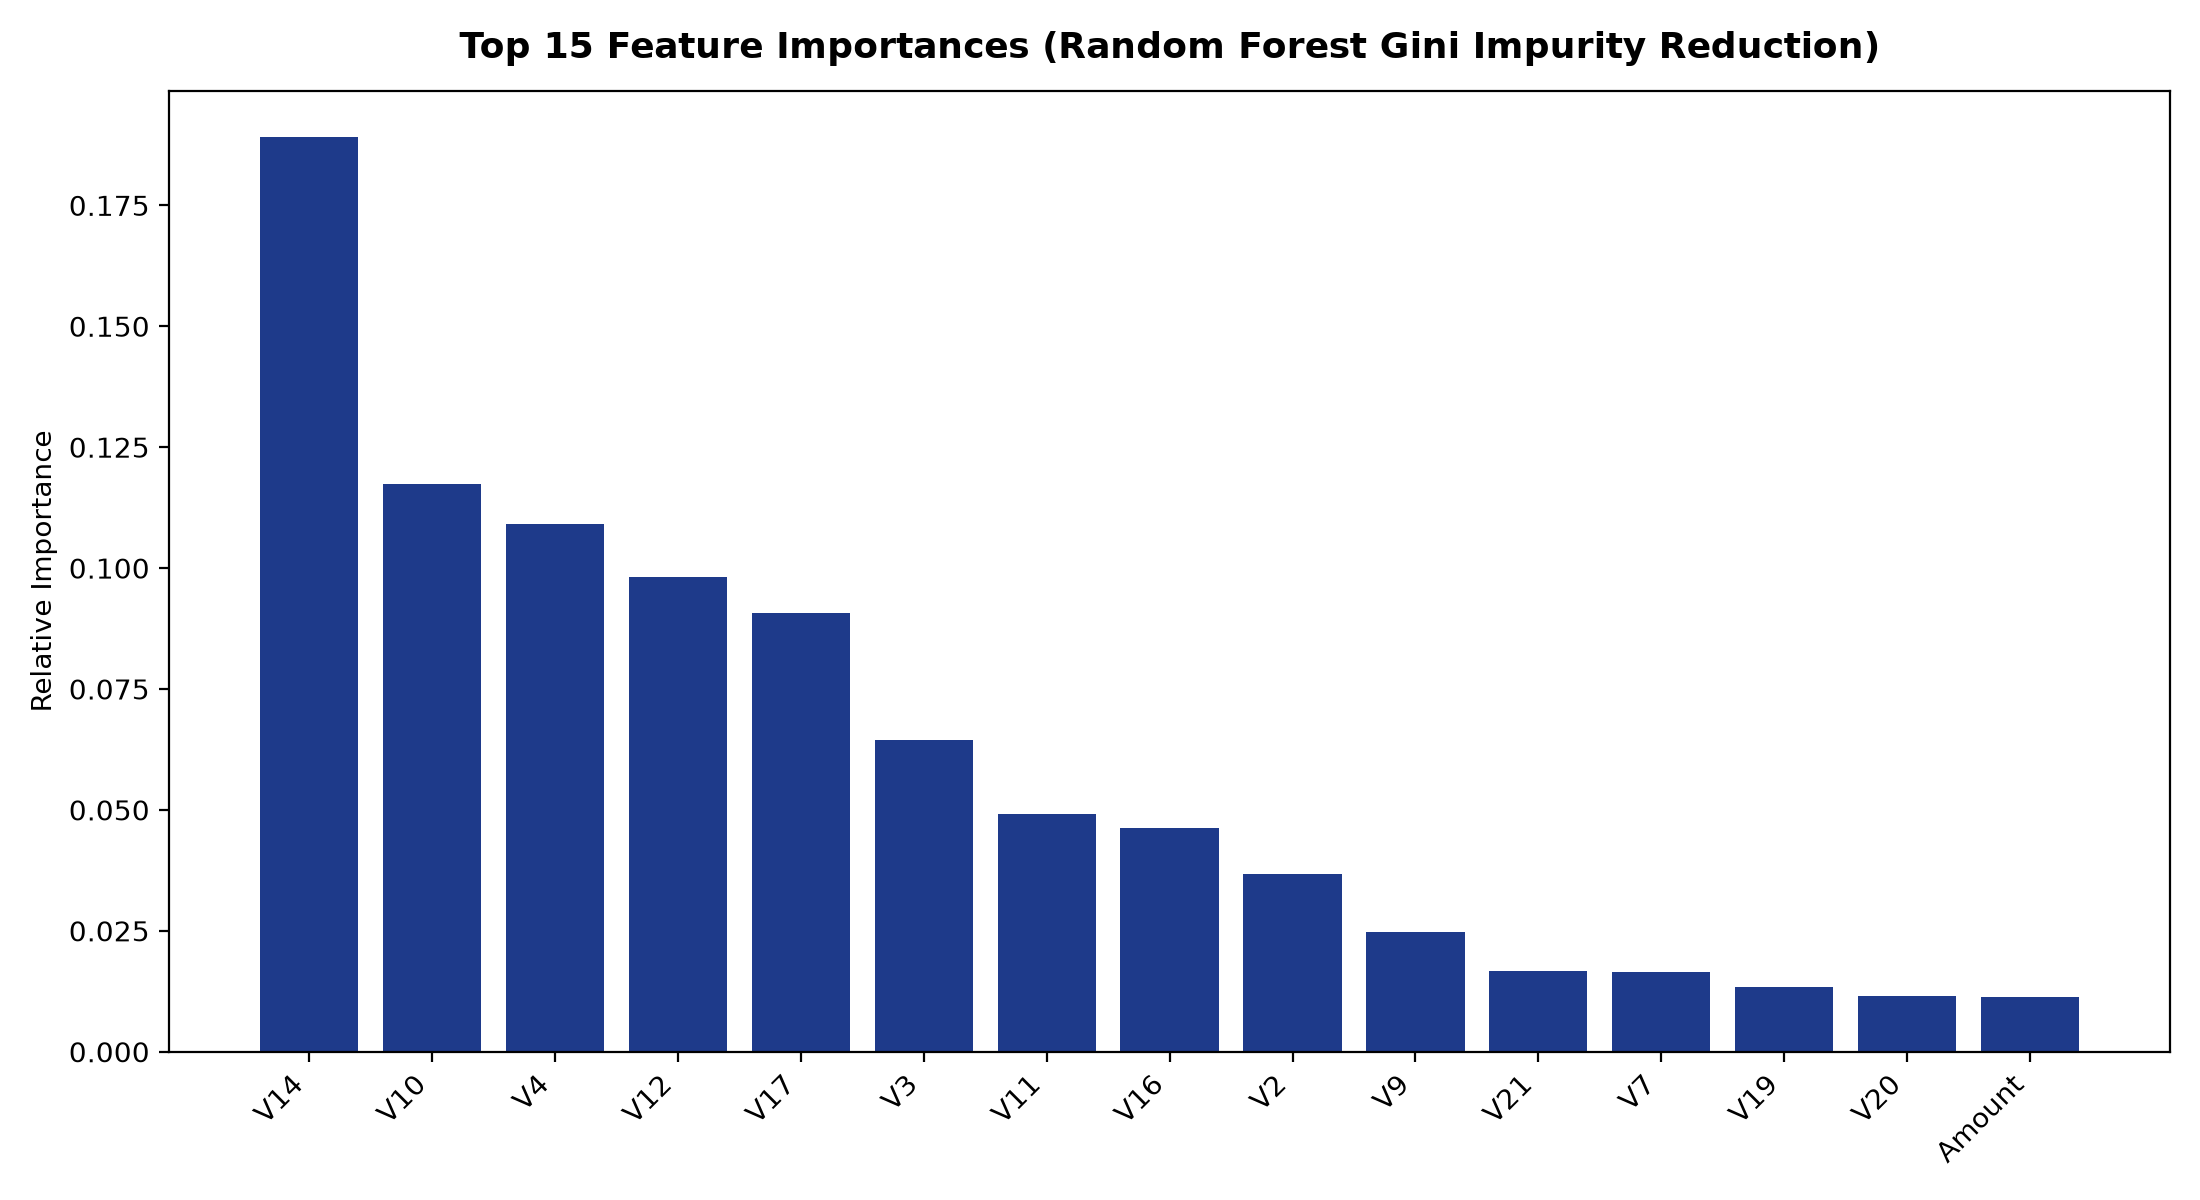 Top 15 Feature Importances (Random Forest Gini Impurity Reduction)
Relative Importance
0.175
0.150
0.125
0.100
0.075
0.050
0.025
0.000
V14
V10
V4
V12
V17
V3
V11
V16
V2
V9
V21
V7
V19
V20
Amount